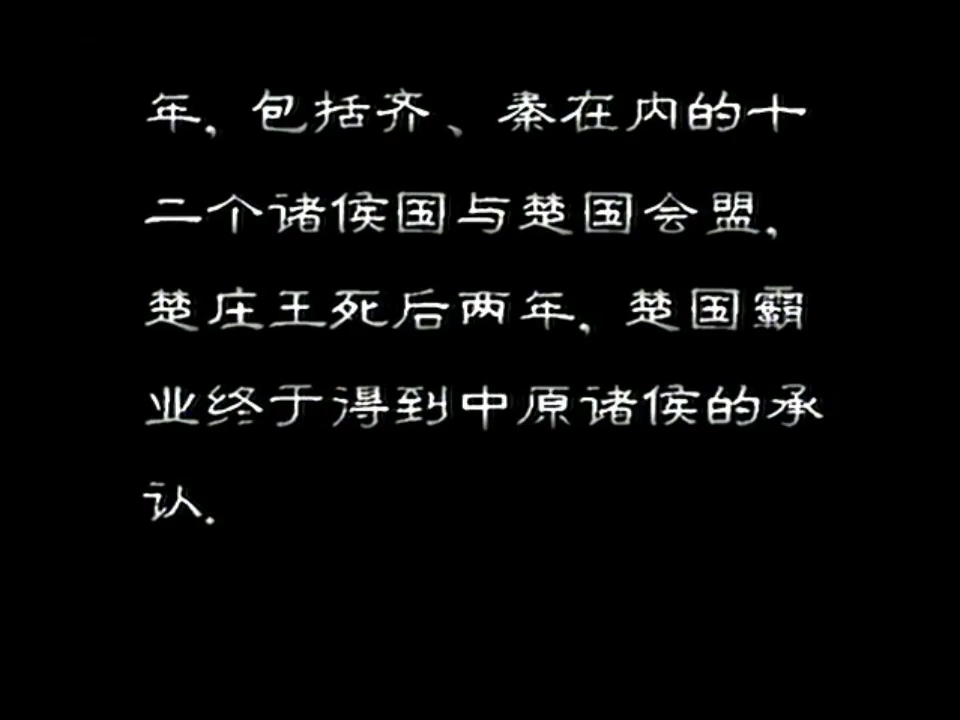 年，包括齐、秦在内的十
二个诸侯国与楚国会盟，
楚庄王死后两年，楚国霸
业终于得到中原诸侯的承
认．